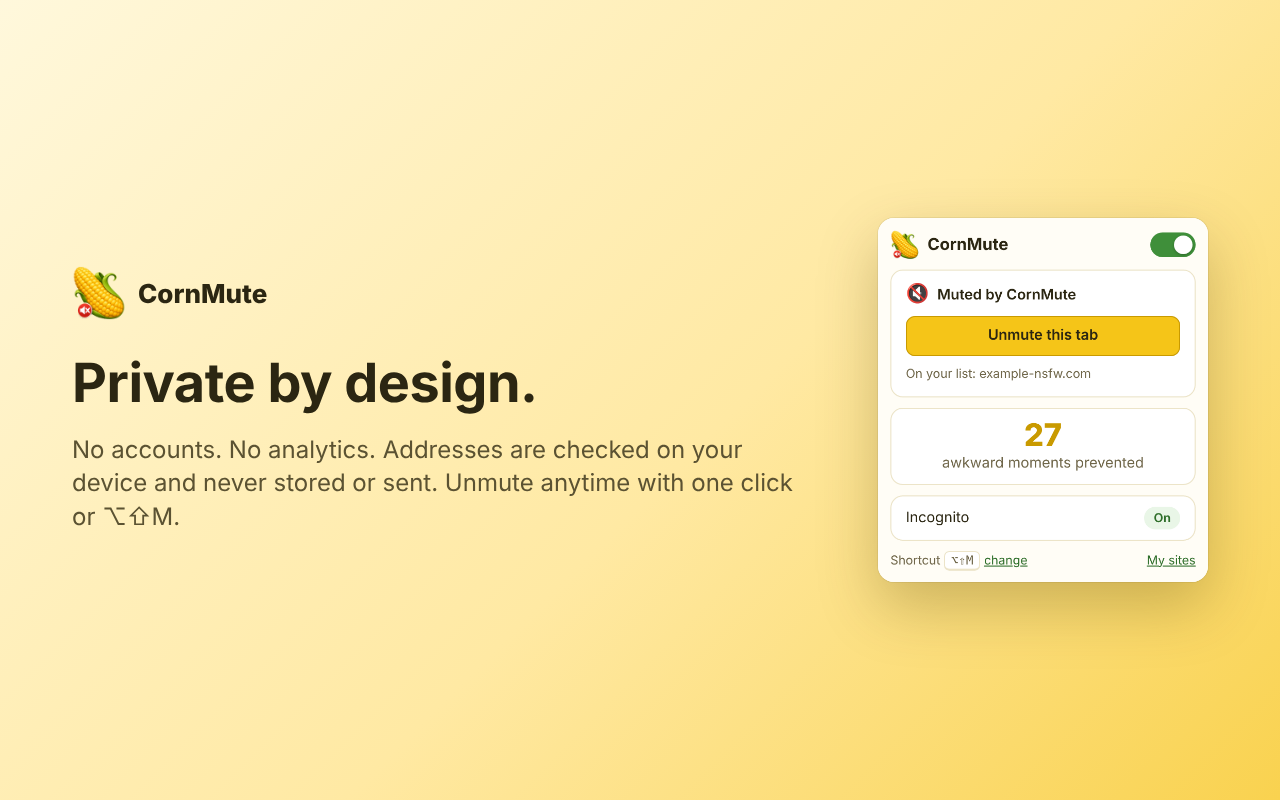 CornMute
Private by design.
No accounts. No analytics. Addresses are checked on your
device and never stored or sent. Unmute anytime with one click
or ⌥⇧M.
CornMute
Muted by CornMute
Unmute this tab
On your list: example-nsfw.com
27
awkward moments prevented
Incognito On
Shortcut ⌥⇧M change My sites